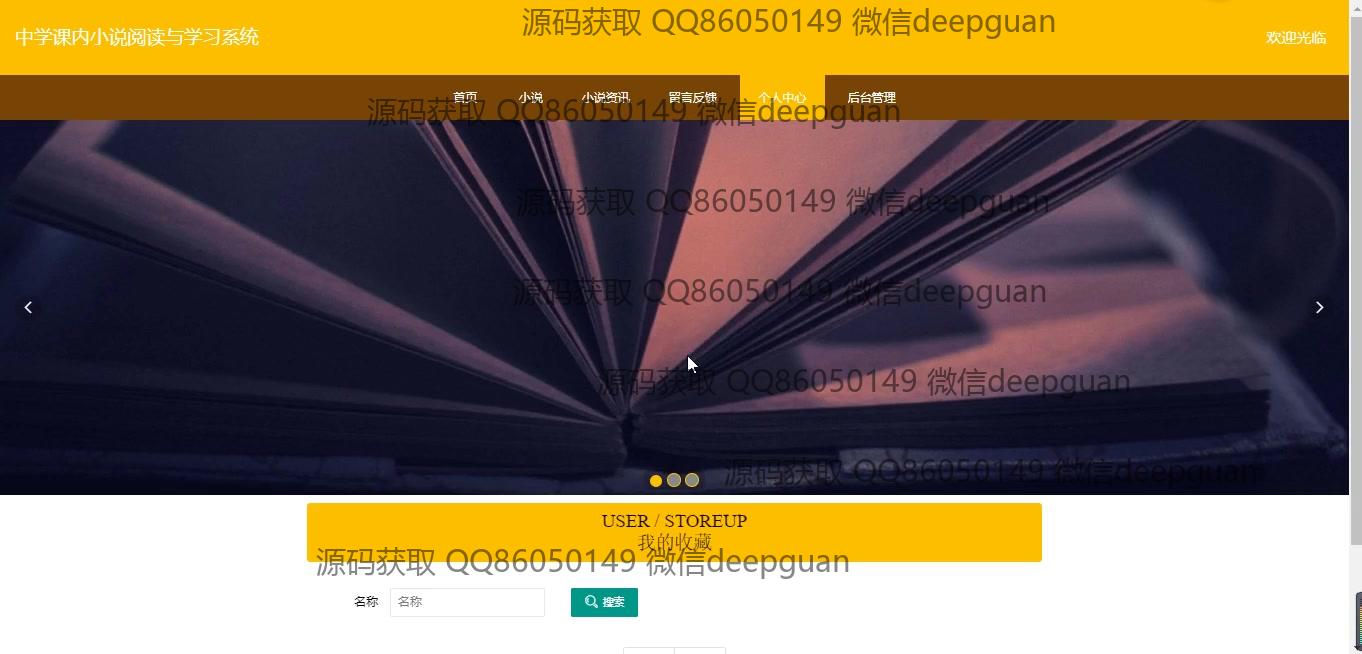 源码获取 QQ86050149 微信deepguan
中学课内小说阅读与学习系统
欢迎光临
首页 小说 小说资讯 留言反馈 个人中心 后台管理
源码获取 QQ86050149 微信deepguan
源码获取 QQ86050149 微信deepguan
源码获取 QQ86050149 微信deepguan
源码获取 QQ86050149 微信deepguan
源码获取 QQ86050149 微信deepguan
USER / STOREUP
我的收藏
源码获取 QQ86050149 微信deepguan
名称 名称 搜索